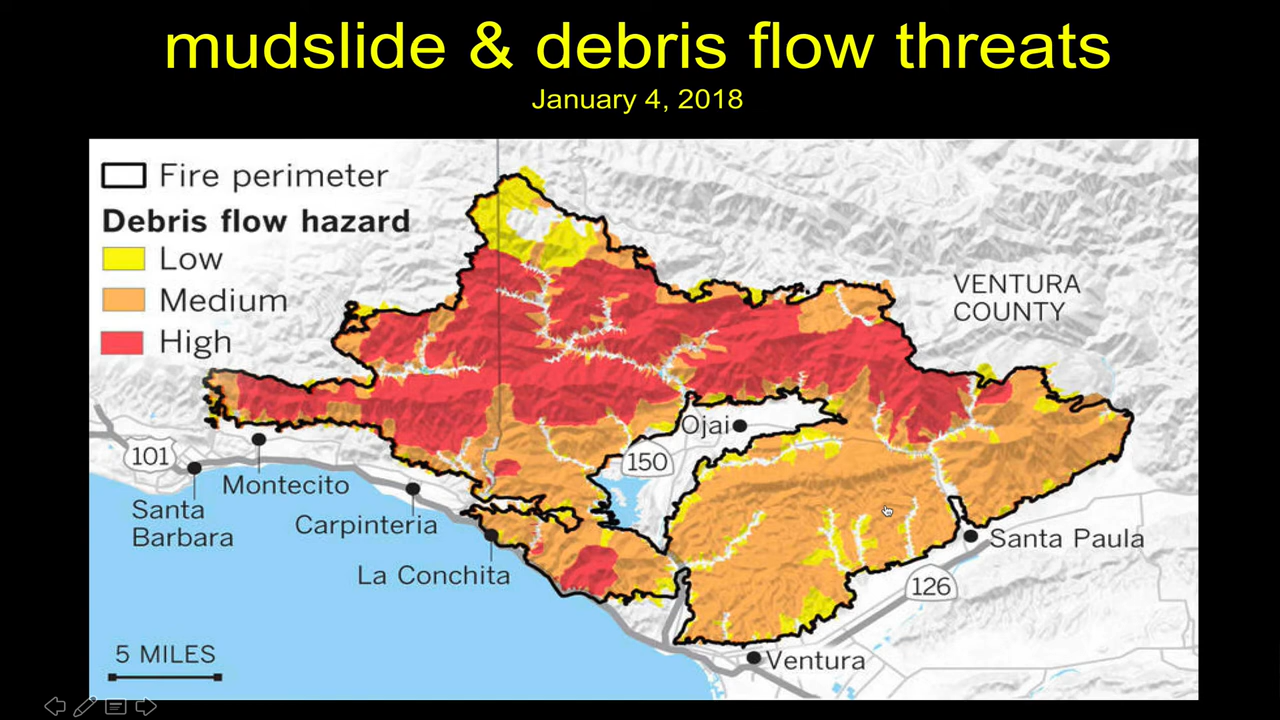 mudslide & debris flow threats
January 4, 2018
Fire perimeter
Debris flow hazard
Low
Medium
High
VENTURA
COUNTY
Ojai
150
101
Montecito
Santa
Barbara
Carpinteria
La Conchita
Santa Paula
126
5 MILES
Ventura